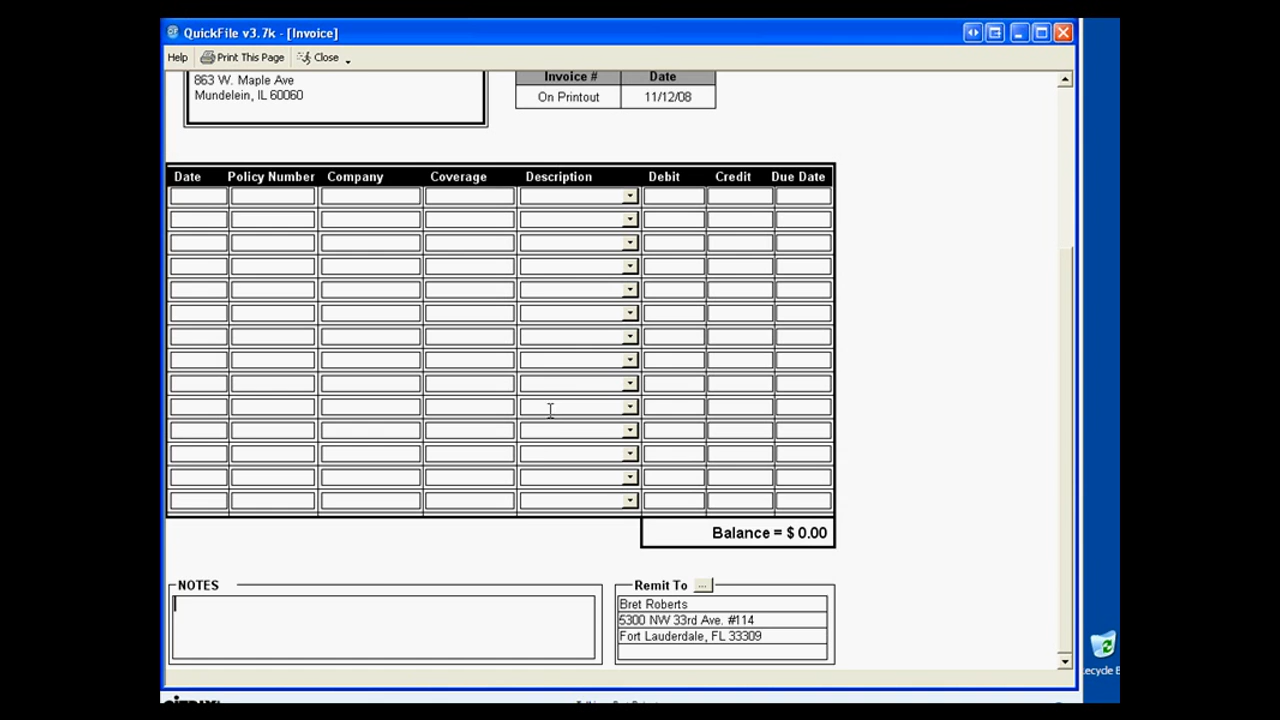 QuickFile v3.7k - [Invoice]
Help Print This Page Close
863 W. Maple Ave
Mundelein, IL 60060
Invoice # Date
On Printout 11/12/08
Date Policy Number Company Coverage Description Debit Credit Due Date
Balance = $ 0.00
NOTES
Remit To ...
Bret Roberts
5300 NW 33rd Ave. #114
Fort Lauderdale, FL 33309